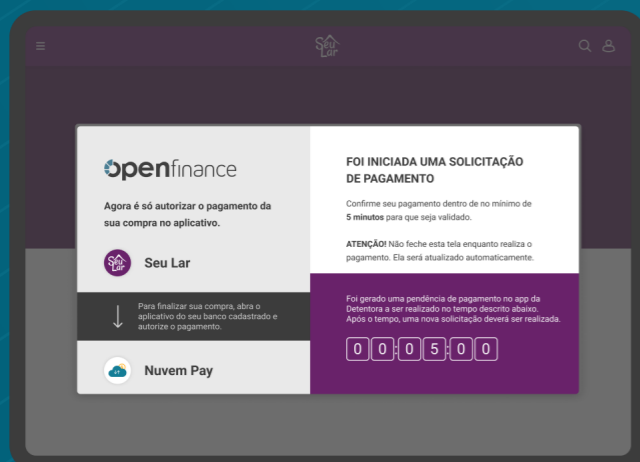 Seu Lar
openfinance
Agora é só autorizar o pagamento da
sua compra no aplicativo.
Seu Lar
Seu Lar
Para finalizar sua compra, abra o
aplicativo do seu banco cadastrado e
autorize o pagamento.
Nuvem Pay
FOI INICIADA UMA SOLICITAÇÃO
DE PAGAMENTO
Confirme seu pagamento dentro de no mínimo de
5 minutos para que seja validado.
ATENÇÃO! Não feche esta tela enquanto realiza o
pagamento. Ela será atualizado automaticamente.
Foi gerado uma pendência de pagamento no app da
Detentora a ser realizado no tempo descrito abaixo.
Após o tempo, uma nova solicitação deverá ser realizada.
00:05:00